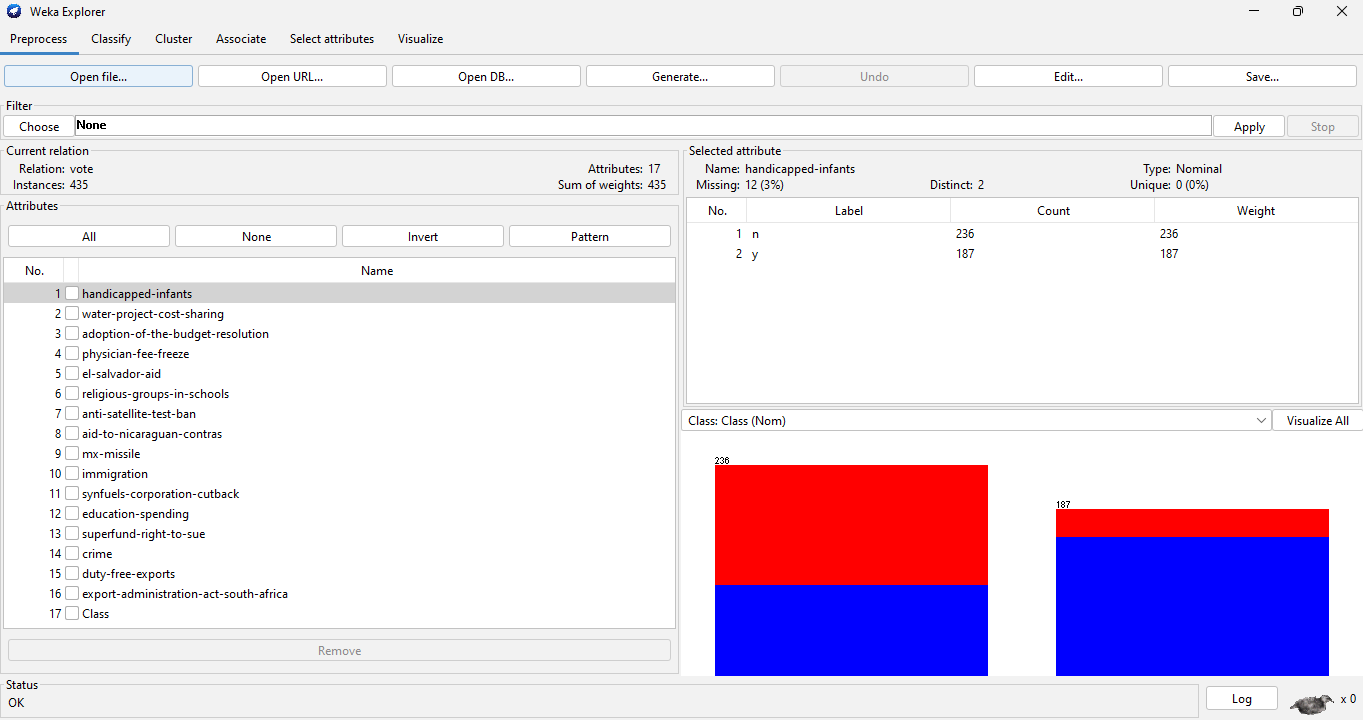 Weka Explorer
Preprocess Classify Cluster Associate Select attributes Visualize
Open file... Open URL... Open DB... Generate... Undo Edit... Save...
Filter
Choose None Apply Stop
Current relation
Relation: vote Attributes: 17
Instances: 435 Sum of weights: 435
Attributes
All None Invert Pattern
No. Name
1 handicapped-infants
2 water-project-cost-sharing
3 adoption-of-the-budget-resolution
4 physician-fee-freeze
5 el-salvador-aid
6 religious-groups-in-schools
7 anti-satellite-test-ban
8 aid-to-nicaraguan-contras
9 mx-missile
10 immigration
11 synfuels-corporation-cutback
12 education-spending
13 superfund-right-to-sue
14 crime
15 duty-free-exports
16 export-administration-act-south-africa
17 Class
Remove
Selected attribute
Name: handicapped-infants Type: Nominal
Missing: 12 (3%) Distinct: 2 Unique: 0 (0%)
No. Label Count Weight
1 n 236 236
2 y 187 187
Class: Class (Nom) Visualize All
236
187
Status
OK
Log x 0